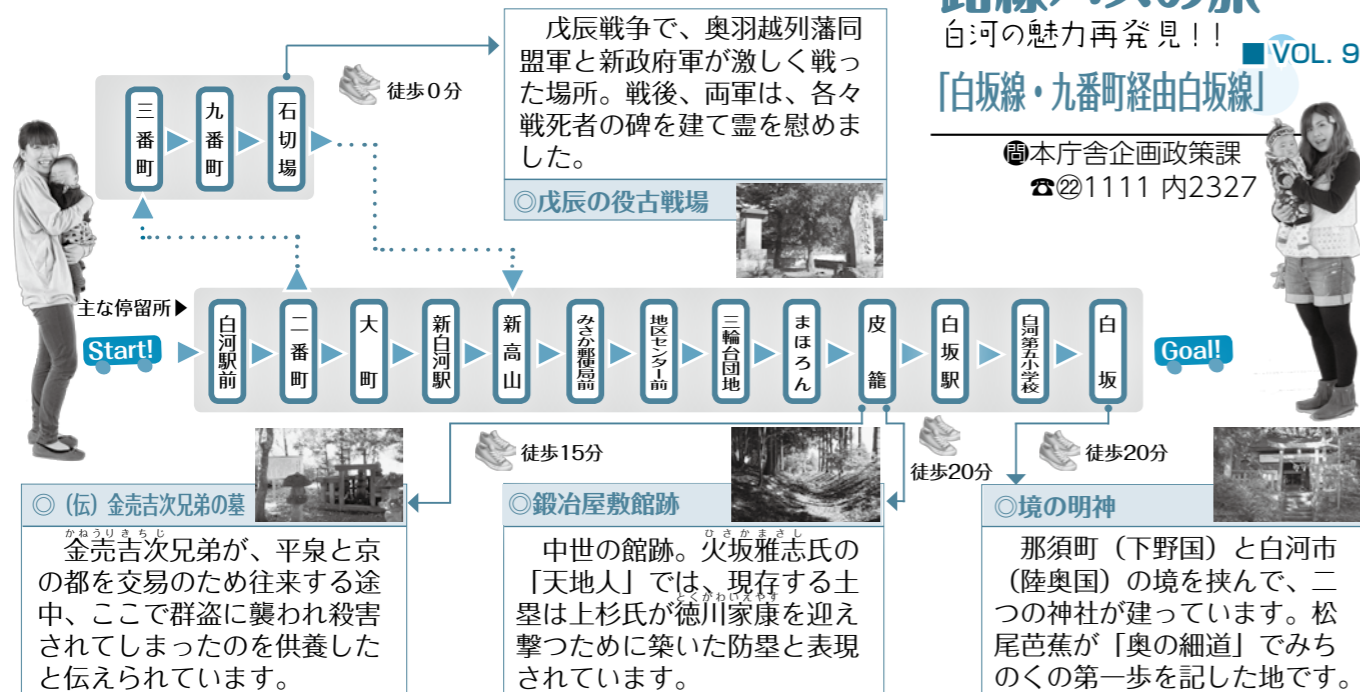 路線バスの旅
白河の魅力再発見！！
■VOL. 9
「白坂線・九番町経由白坂線」
問本庁舎企画政策課
☎㉒1111 内2327
三番町
九番町
石切場
徒歩０分
戊辰戦争で、奥羽越列藩同
盟軍と新政府軍が激しく戦っ
た場所。戦後、両軍は、各々
戦死者の碑を建て霊を慰めま
した。
◎戊辰の役古戦場
主な停留所▶
Start!
白河駅前
二番町
大町
新白河駅
新高山
みさか郵便局前
地区センター前
三輪台団地
まほろん
皮籠
白坂駅
白河第五小学校
白坂
Goal!
徒歩15分
徒歩20分
徒歩20分
◎（伝）金売吉次兄弟の墓
かねうりきちじ
金売吉次兄弟が、平泉と京
の都を交易のため往来する途
中、ここで群盗に襲われ殺害
されてしまったのを供養した
と伝えられています。
◎鍛冶屋敷館跡
ひさかまさし
中世の館跡。火坂雅志氏の
「天地人」では、現存する土
とくがわいえやす
塁は上杉氏が徳川家康を迎え
撃つために築いた防塁と表現
されています。
◎境の明神
那須町（下野国）と白河市
（陸奥国）の境を挟んで、二
つの神社が建っています。松
尾芭蕉が「奥の細道」でみち
のくの第一歩を記した地です。